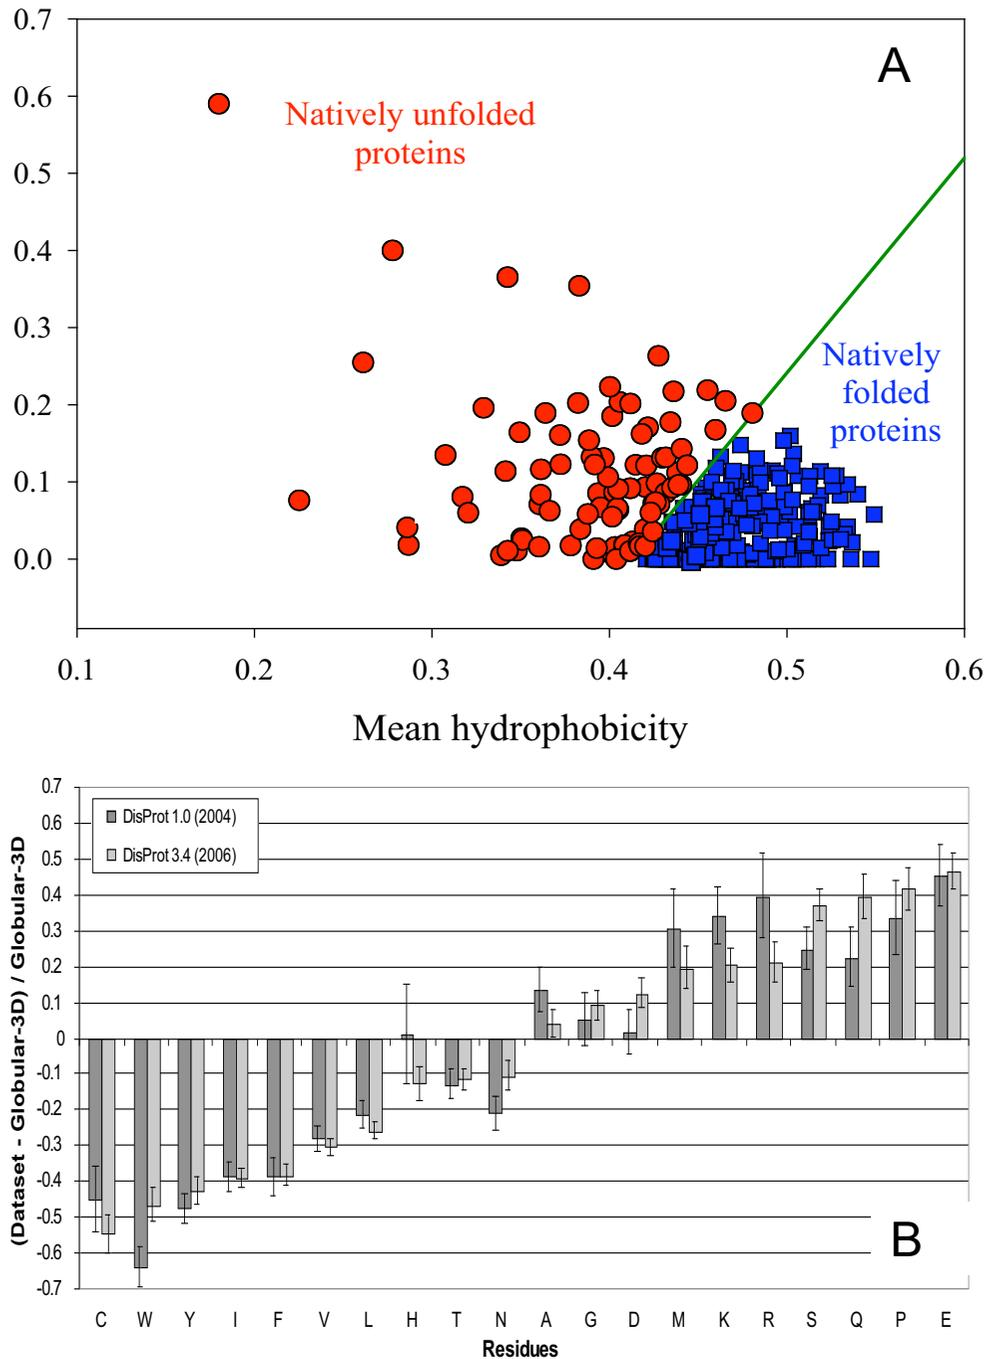 0.7
A
0.6
Natively unfolded
proteins
0.5
0.4
0.3
Natively
folded
proteins
0.2
0.1
0.0
0.1 0.2 0.3 0.4 0.5 0.6
Mean hydrophobicity
0.7
DisProt 1.0 (2004)
0.6
DisProt 3.4 (2006)
0.5
0.4
0.3
0.2
0.1
0
-0.1
-0.2
-0.3
-0.4
-0.5
-0.6
-0.7
(Dataset - Globular-3D) / Globular-3D
B
C W Y I F V L H T N A G D M K R S Q P E
Residues